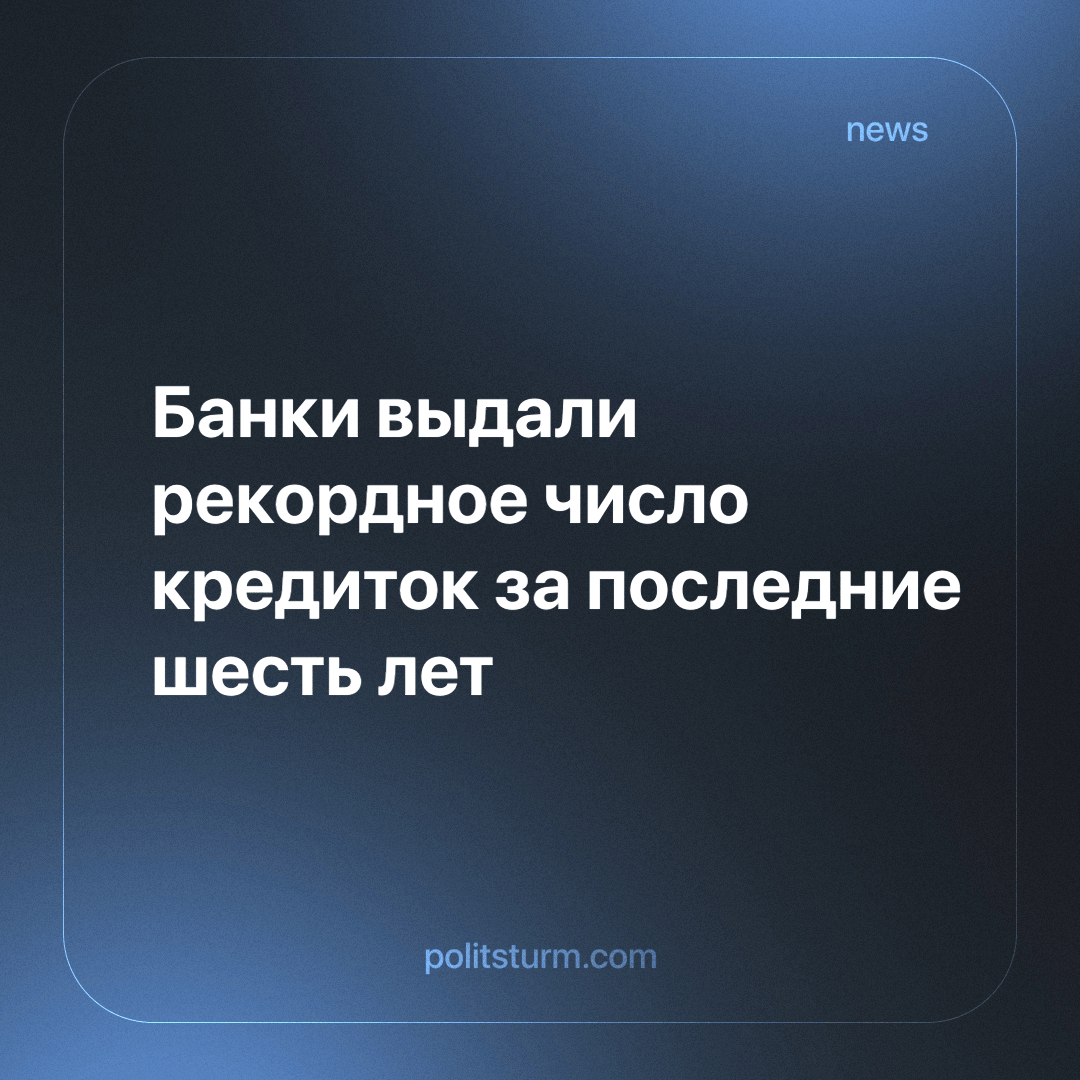 news
Банки выдали
рекордное число
кредиток за последние
шесть лет
politsturm.com